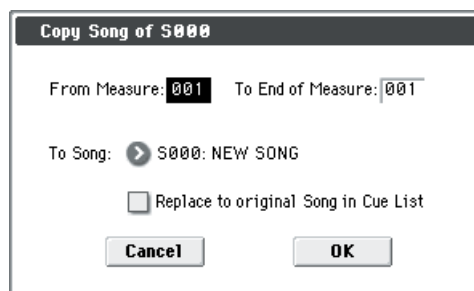 Copy Song of S000
From Measure: 001 To End of Measure: 001
To Song: S000: NEW SONG
Replace to original Song in Cue List
Cancel OK